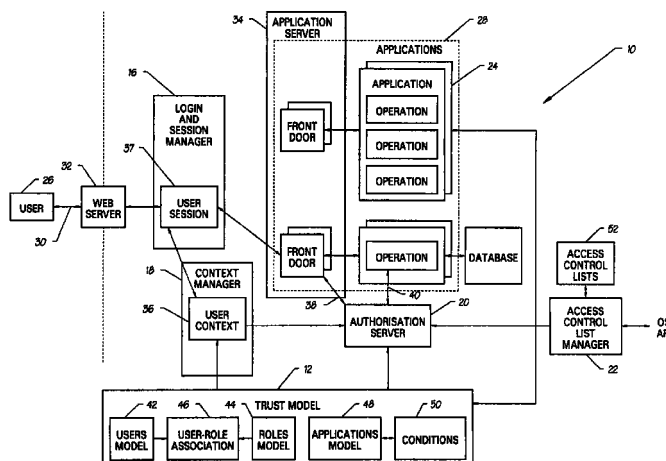 34
APPLICATION
SERVER
28
APPLICATIONS
10
24
APPLICATION
OPERATION
OPERATION
OPERATION
FRONT
DOOR
16
LOGIN
AND
SESSION
MANAGER
37
USER
SESSION
26
USER
30
32
WEB
SERVER
FRONT
DOOR
OPERATION
DATABASE
52
ACCESS
CONTROL
LISTS
18
CONTEXT
MANAGER
36
USER
CONTEXT
38
40
20
AUTHORISATION
SERVER
ACCESS
CONTROL
LIST
MANAGER
22
12
TRUST MODEL
42
USERS
MODEL
46
USER-ROLE
ASSOCIATION
44
ROLES
MODEL
48
APPLICATIONS
MODEL
50
CONDITIONS